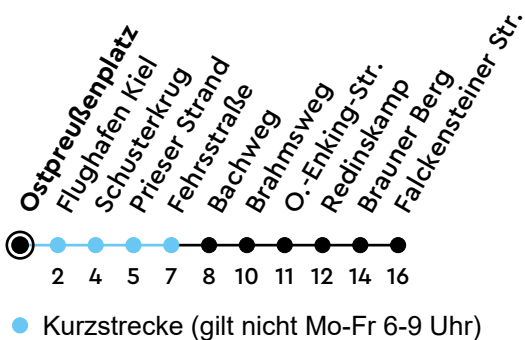 Ostpreußenplatz
Flughafen Kiel
Schusterkrug
Prieser Strand
Fehrsstraße
Bachweg
Brahmsweg
O.-Enking-Str.
Redinskamp
Brauner Berg
Falckensteiner Str.
2 4 5 7 8 10 11 12 14 16
Kurzstrecke (gilt nicht Mo-Fr 6-9 Uhr)